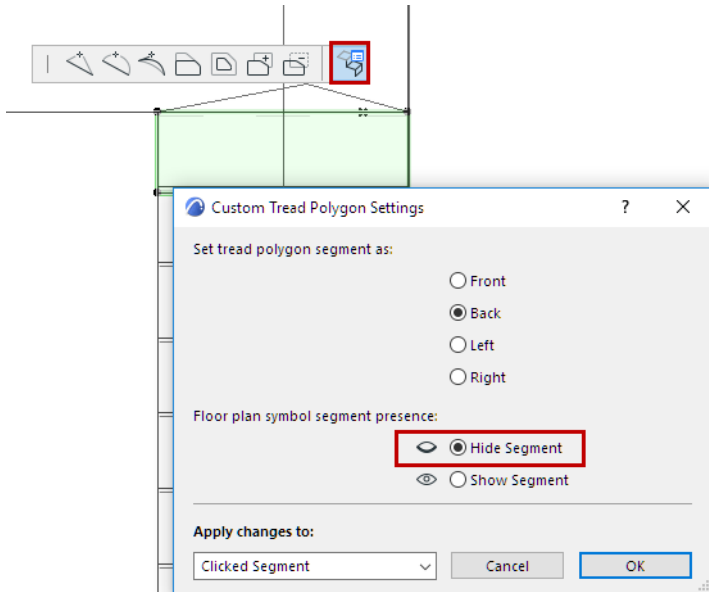 Custom Tread Polygon Settings ? ×
Set tread polygon segment as:
Front
Back
Left
Right
Floor plan symbol segment presence:
Hide Segment
Show Segment
Apply changes to:
Clicked Segment Cancel OK